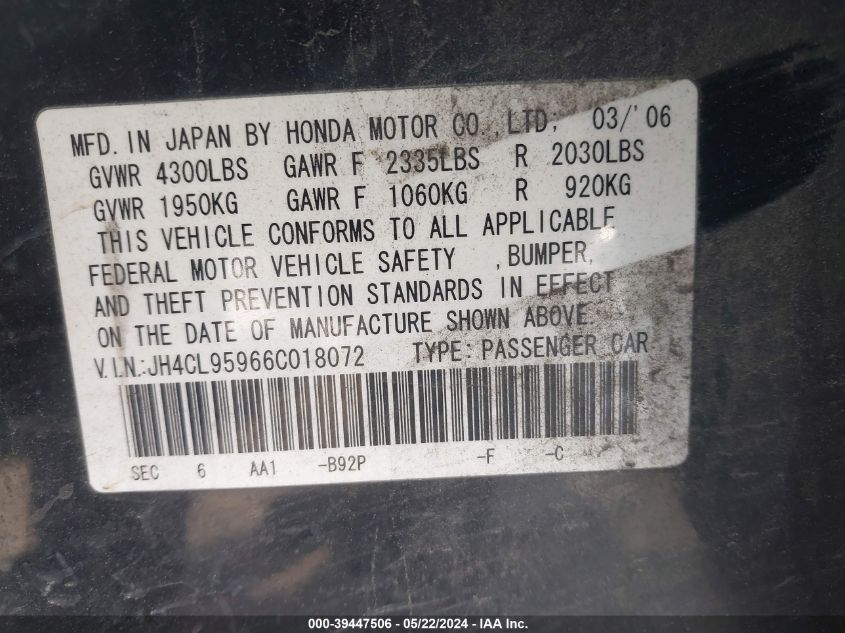 MFD. IN JAPAN BY HONDA MOTOR CO., LTD; 03/'06
GVWR 4300LBS GAWR F 2335LBS R 2030LBS
GVWR 1950KG GAWR F 1060KG R 920KG
THIS VEHICLE CONFORMS TO ALL APPLICABLE
FEDERAL MOTOR VEHICLE SAFETY , BUMPER,
AND THEFT PREVENTION STANDARDS IN EFFECT
ON THE DATE OF MANUFACTURE SHOWN ABOVE.
V.I.N.:JH4CL95966C018072 TYPE: PASSENGER CAR
SEC 6 AA1 -B92P -F -C
000-39447506 - 05/22/2024 - IAA Inc.